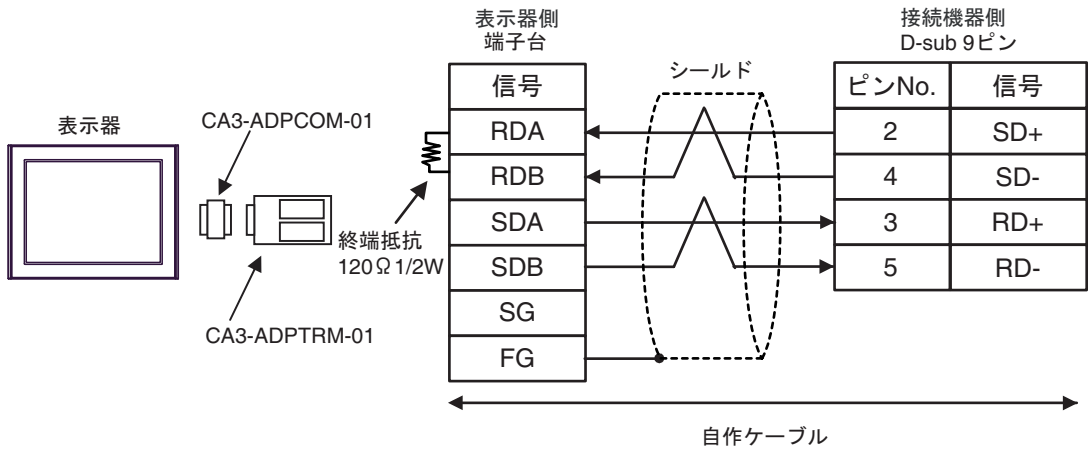 表示器
CA3-ADPCOM-01
CA3-ADPTRM-01
終端抵抗
120Ω 1/2W
表示器側
端子台
信号
RDA
RDB
SDA
SDB
SG
FG
シールド
接続機器側
D-sub 9ピン
ピンNo. 信号
2 SD+
4 SD-
3 RD+
5 RD-
自作ケーブル